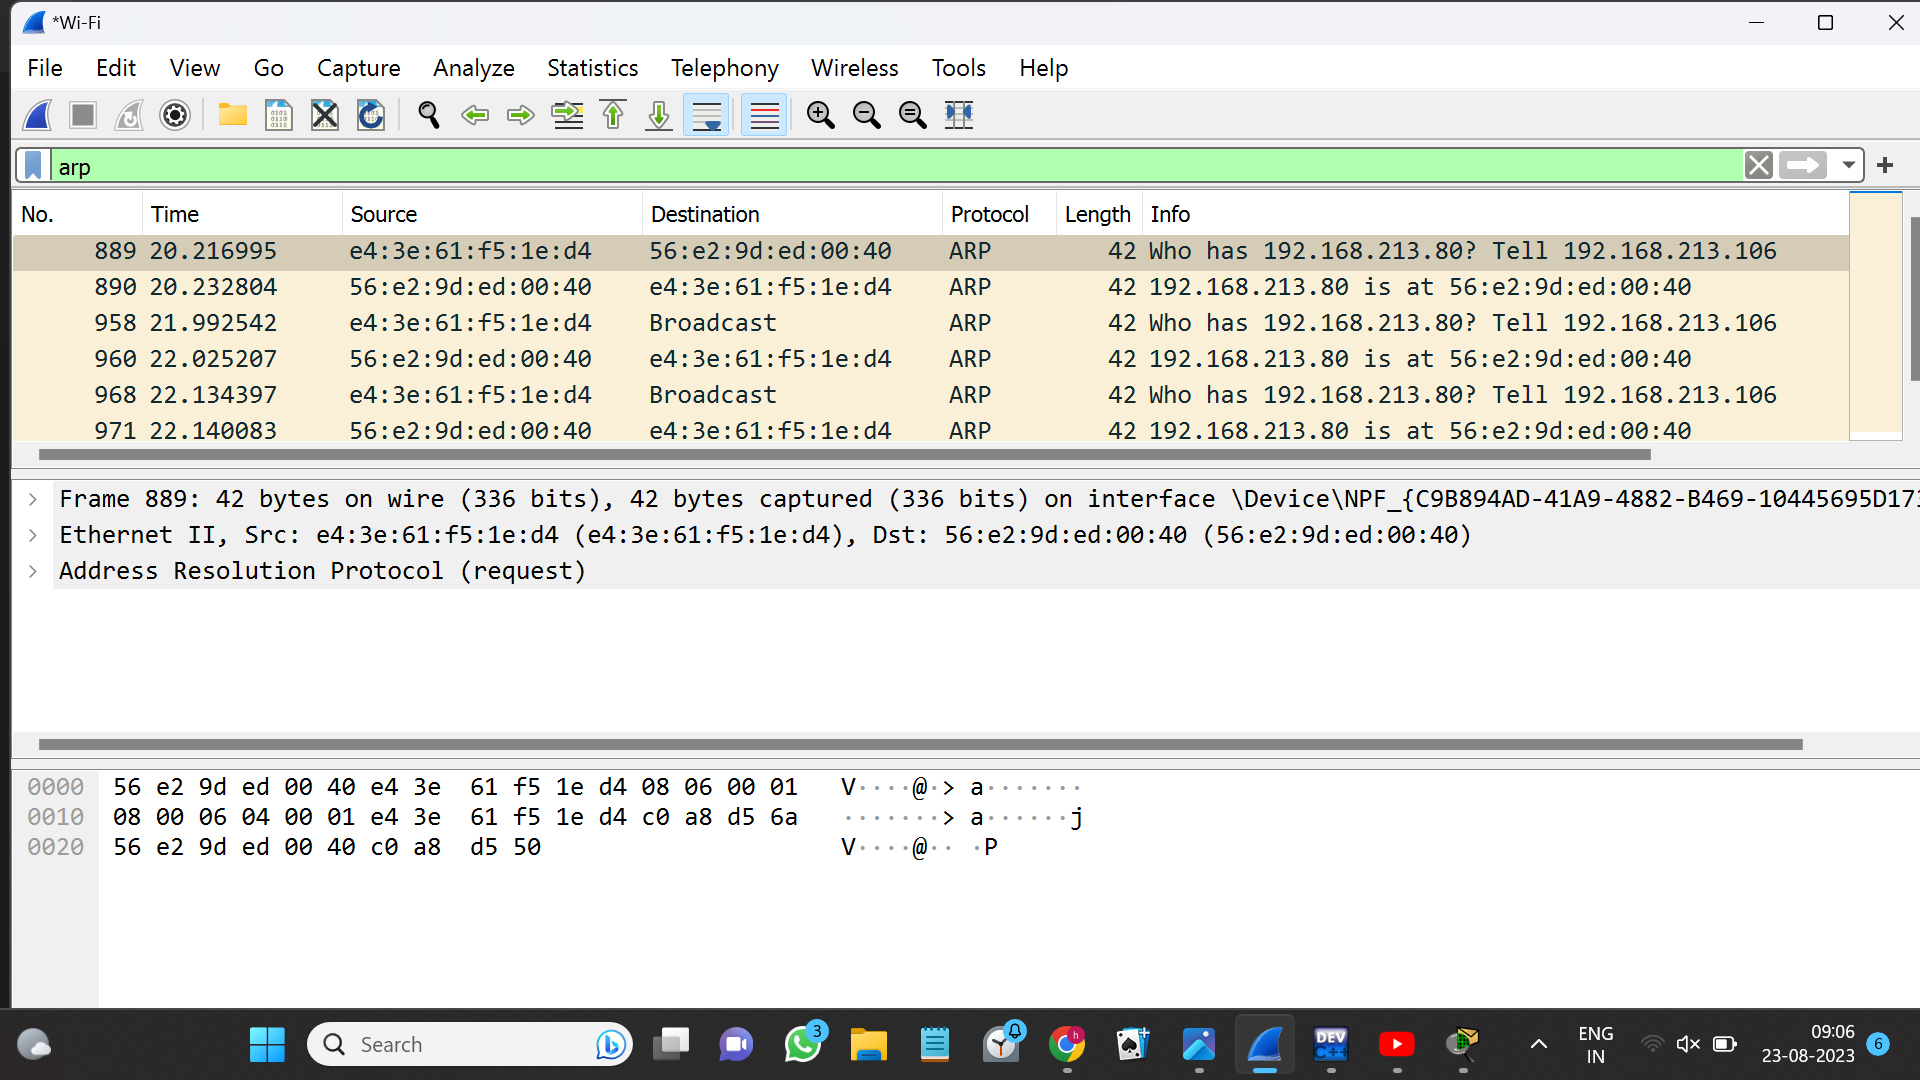 *Wi-Fi
File Edit View Go Capture Analyze Statistics Telephony Wireless Tools Help
arp
No. Time Source Destination Protocol Length Info
889 20.216995 e4:3e:61:f5:1e:d4 56:e2:9d:ed:00:40 ARP 42 Who has 192.168.213.80? Tell 192.168.213.106
890 20.232804 56:e2:9d:ed:00:40 e4:3e:61:f5:1e:d4 ARP 42 192.168.213.80 is at 56:e2:9d:ed:00:40
958 21.992542 e4:3e:61:f5:1e:d4 Broadcast ARP 42 Who has 192.168.213.80? Tell 192.168.213.106
960 22.025207 56:e2:9d:ed:00:40 e4:3e:61:f5:1e:d4 ARP 42 192.168.213.80 is at 56:e2:9d:ed:00:40
968 22.134397 e4:3e:61:f5:1e:d4 Broadcast ARP 42 Who has 192.168.213.80? Tell 192.168.213.106
971 22.140083 56:e2:9d:ed:00:40 e4:3e:61:f5:1e:d4 ARP 42 192.168.213.80 is at 56:e2:9d:ed:00:40
Frame 889: 42 bytes on wire (336 bits), 42 bytes captured (336 bits) on interface \Device\NPF_{C9B894AD-41A9-4882-B469-10445695D17
Ethernet II, Src: e4:3e:61:f5:1e:d4 (e4:3e:61:f5:1e:d4), Dst: 56:e2:9d:ed:00:40 (56:e2:9d:ed:00:40)
Address Resolution Protocol (request)
0000 56 e2 9d ed 00 40 e4 3e 61 f5 1e d4 08 06 00 01 V····@·> a·······
0010 08 00 06 04 00 01 e4 3e 61 f5 1e d4 c0 a8 d5 6a ·······> a······j
0020 56 e2 9d ed 00 40 c0 a8 d5 50 V····@·· ·P
Search
3
h
DEV
C++
ENG
IN
09:06
23-08-2023
6